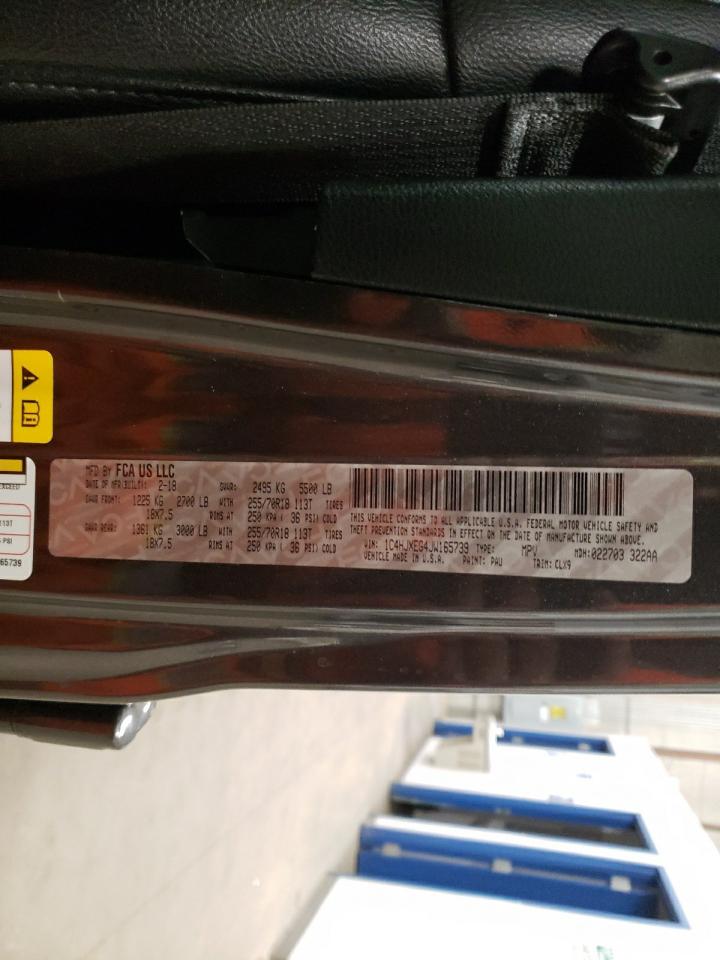 MFD BY FCA US LLC
DATE OF MFR(BUILT): 2-18 GVWR: 2495 KG 5500 LB
GAWR FRONT: 1225 KG 2700 LB WITH 255/70R18 113T TIRES
18X7.5 RIMS AT 250 KPA ( 36 PSI) COLD
GAWR REAR: 1361 KG 3000 LB WITH 255/70R18 113T TIRES
18X7.5 RIMS AT 250 KPA ( 36 PSI) COLD
THIS VEHICLE CONFORMS TO ALL APPLICABLE U.S.A. FEDERAL MOTOR VEHICLE SAFETY AND
THEFT PREVENTION STANDARDS IN EFFECT ON THE DATE OF MANUFACTURE SHOWN ABOVE.
VIN: 1C4HJXEG4JW165739 TYPE: MPV MDH:022703 322AA
VEHICLE MADE IN U.S.A. PAINT: PAU TRIM: CLX9
EXCEED
113T
PSI
65739